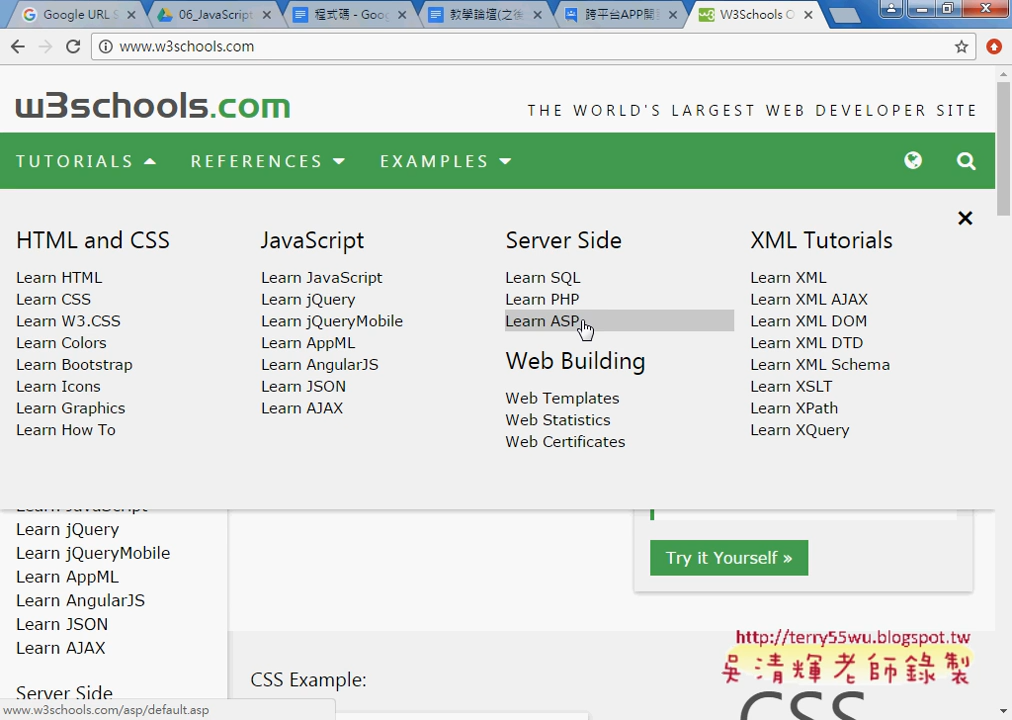 Google URL S
06_JavaScript
程式碼 - Goo
教學論壇(之後
跨平台APP開
W3Schools O
www.w3schools.com
w3schools.com
THE WORLD'S LARGEST WEB DEVELOPER SITE
TUTORIALS
REFERENCES
EXAMPLES
HTML and CSS
Learn HTML
Learn CSS
Learn W3.CSS
Learn Colors
Learn Bootstrap
Learn Icons
Learn Graphics
Learn How To
JavaScript
Learn JavaScript
Learn jQuery
Learn jQueryMobile
Learn AppML
Learn AngularJS
Learn JSON
Learn AJAX
Server Side
Learn SQL
Learn PHP
Learn ASP
Web Building
Web Templates
Web Statistics
Web Certificates
XML Tutorials
Learn XML
Learn XML AJAX
Learn XML DOM
Learn XML DTD
Learn XML Schema
Learn XSLT
Learn XPath
Learn XQuery
Learn JavaScript
Learn jQuery
Learn jQueryMobile
Learn AppML
Learn AngularJS
Learn JSON
Learn AJAX
Server Side
Try it Yourself »
CSS Example:
http://terry55wu.blogspot.tw
吳清輝老師錄製
CSS
www.w3schools.com/asp/default.asp